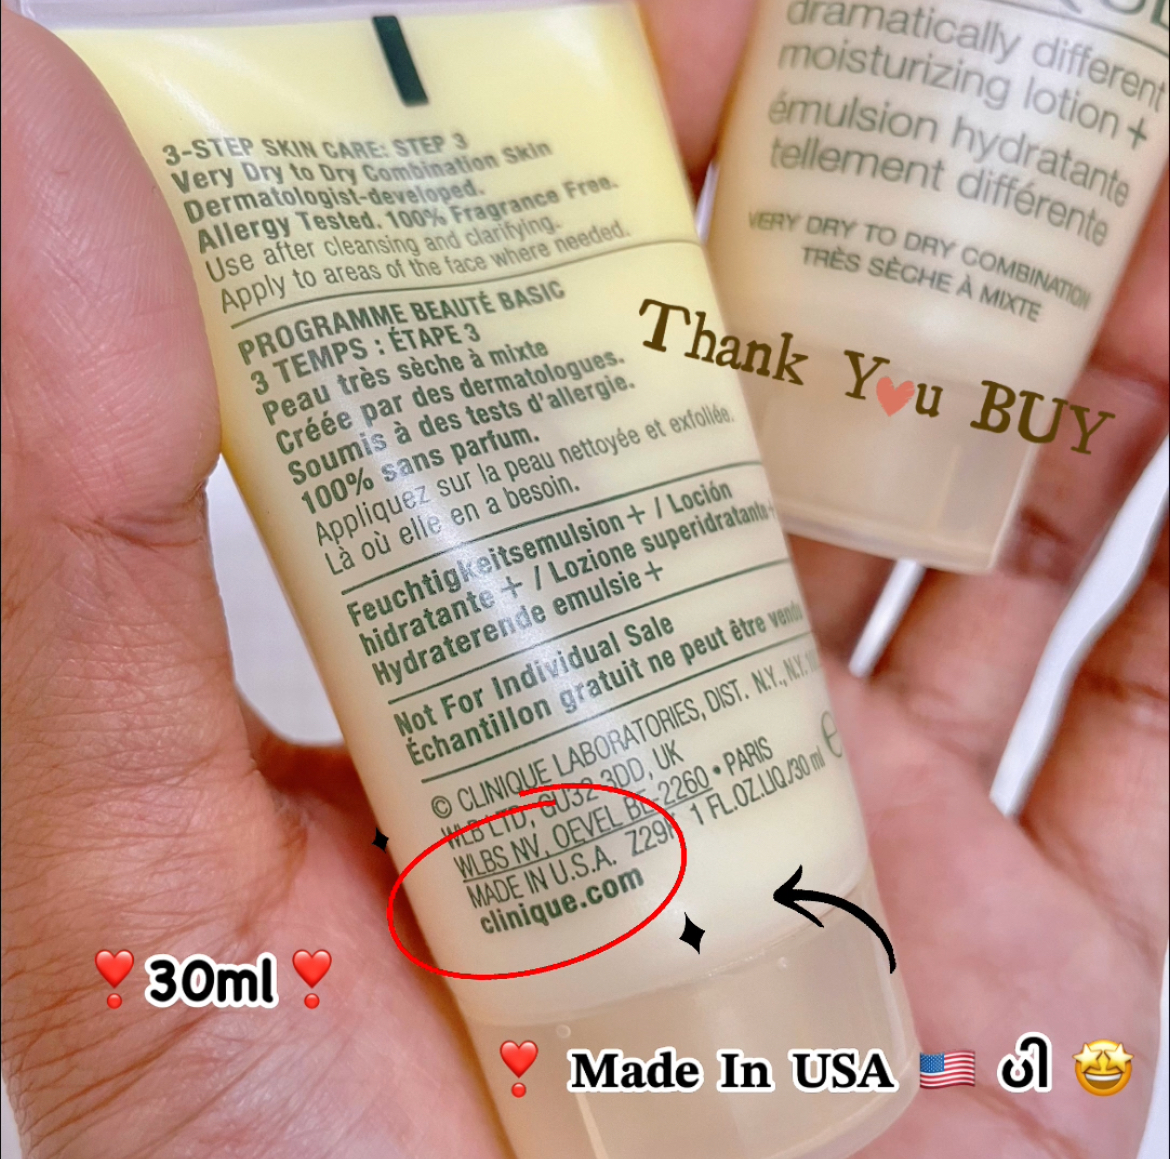 3-STEP SKIN CARE: STEP 3
Very Dry to Dry Combination Skin
Dermatologist-developed.
Allergy Tested. 100% Fragrance Free.
Use after cleansing and clarifying.
Apply to areas of the face where needed.
PROGRAMME BEAUTÉ BASIC
3 TEMPS : ÉTAPE 3
Peau très sèche à mixte
Créée par des dermatologues.
Soumis à des tests d'allergie.
100% sans parfum.
Appliquez sur la peau nettoyée et exfoliée.
Là où elle en a besoin.
Feuchtigkeitsemulsion + / Loción
hidratante + / Lozione superidratante+
Hydraterende emulsie +
Not For Individual Sale
Échantillon gratuit ne peut être vendu
© CLINIQUE LABORATORIES, DIST. N.Y., N.Y.
WLB LTD, GU32 3DD, UK
WLBS NV, OEVEL BE-2260 • PARIS
MADE IN U.S.A. 1 FL.OZ.LIQ./30 ml e
clinique.com
dramatically different
moisturizing lotion+
émulsion hydratante
tellement différente
VERY DRY TO DRY COMBINATION
TRÈS SÈCHE À MIXTE
Thank Y❤u BUY
❣️30ml❣️
❣️ Made In USA 🇺🇸 ပါ 🤩